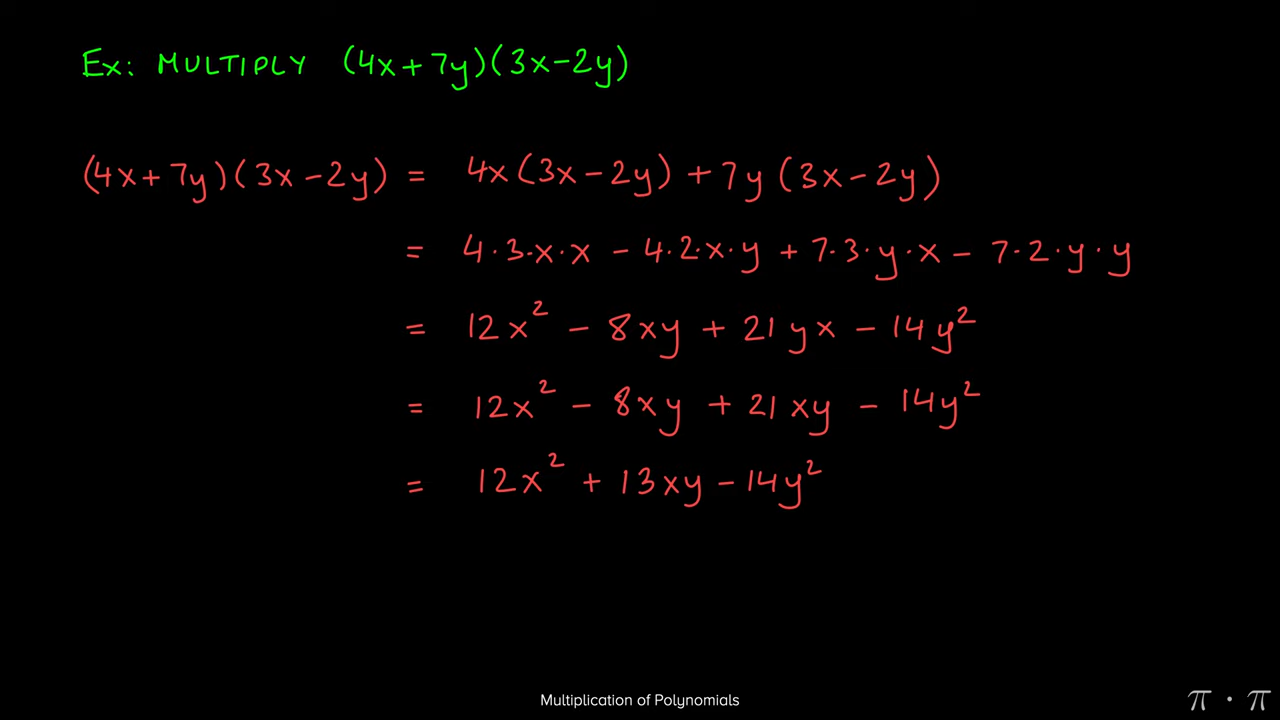 Ex: MULTIPLY (4x+7y)(3x-2y)
(4x+7y)(3x-2y) = 4x(3x-2y)+7y(3x-2y)
= 4·3·x·x - 4·2·x·y + 7·3·y·x - 7·2·y·y
= 12x² - 8xy + 21yx - 14y²
= 12x² - 8xy + 21xy - 14y²
= 12x² + 13xy - 14y²
Multiplication of Polynomials
π · π